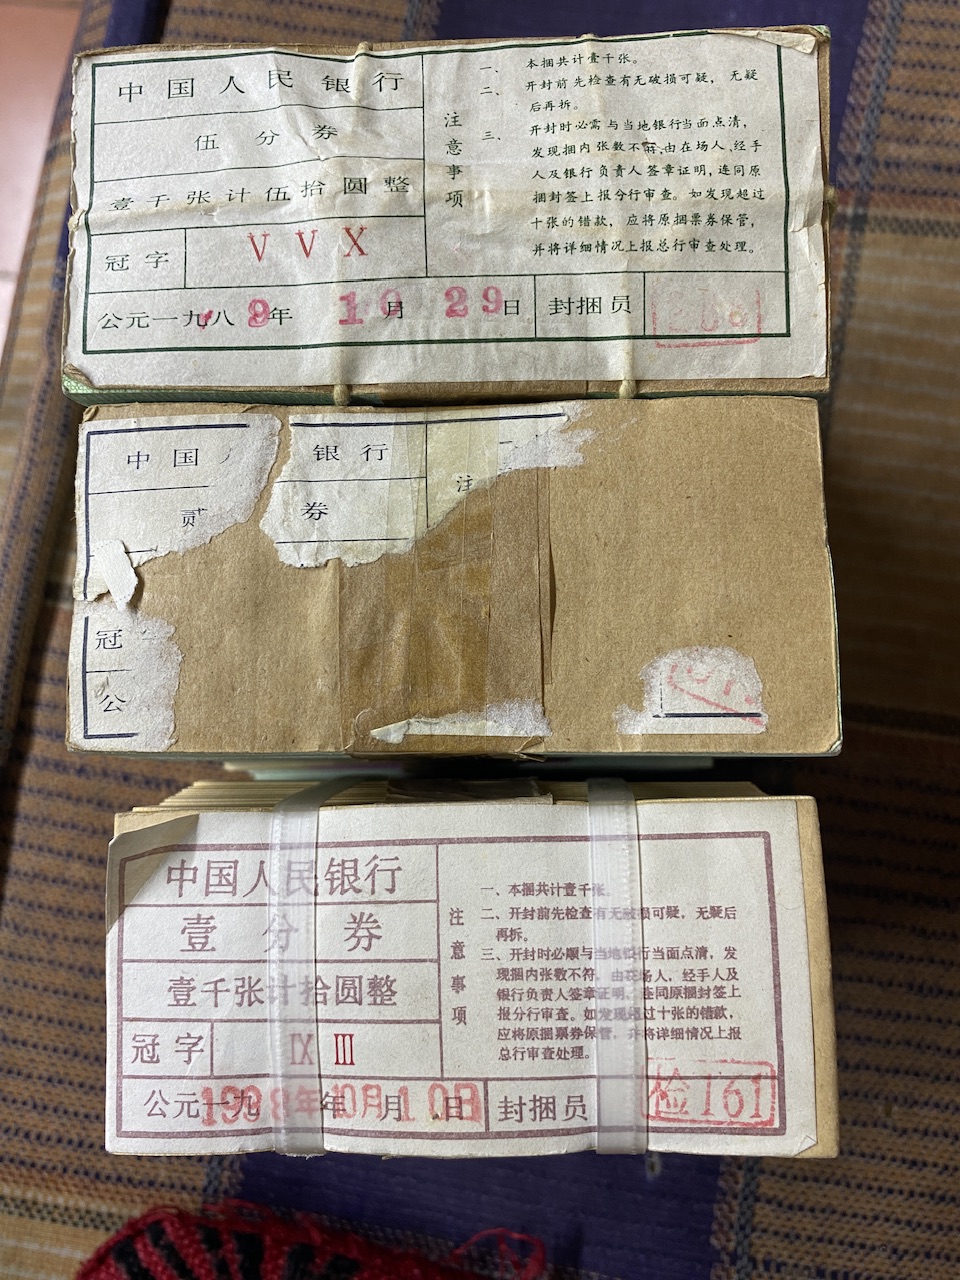 中国人民银行
伍分券
壹千张计伍拾圆整
冠字 VVX
公元一九八9年10月29日 封捆员
注意事项
一、本捆共计壹千张。
二、开封前先检查有无破损可疑，无疑
后再拆。
三、开封时必需与当地银行当面点清，
发现捆内张数不符，由在场人、经手
人及银行负责人签章证明，连同原
捆封签上报分行审查。如发现超过
十张的错款，应将原捆票券保管，
并将详细情况上报总行审查处理。
中国 银行
贰 券
注
冠
公
中国人民银行
壹分券
壹千张计拾圆整
冠字 IX III
公元一九 年 月 日 封捆员
10月10日
检161
注意事项
一、本捆共计壹千张。
二、开封前先检查有无破损可疑，无疑后
再拆。
三、开封时必顺与当地银行当面点清，发
现捆内张数不符，由在场人，经手人及
银行负责人签章证明，连同原捆封签上
报分行审查。如发现超过十张的错款，
应将原捆票券保管，并将详细情况上报
总行审查处理。